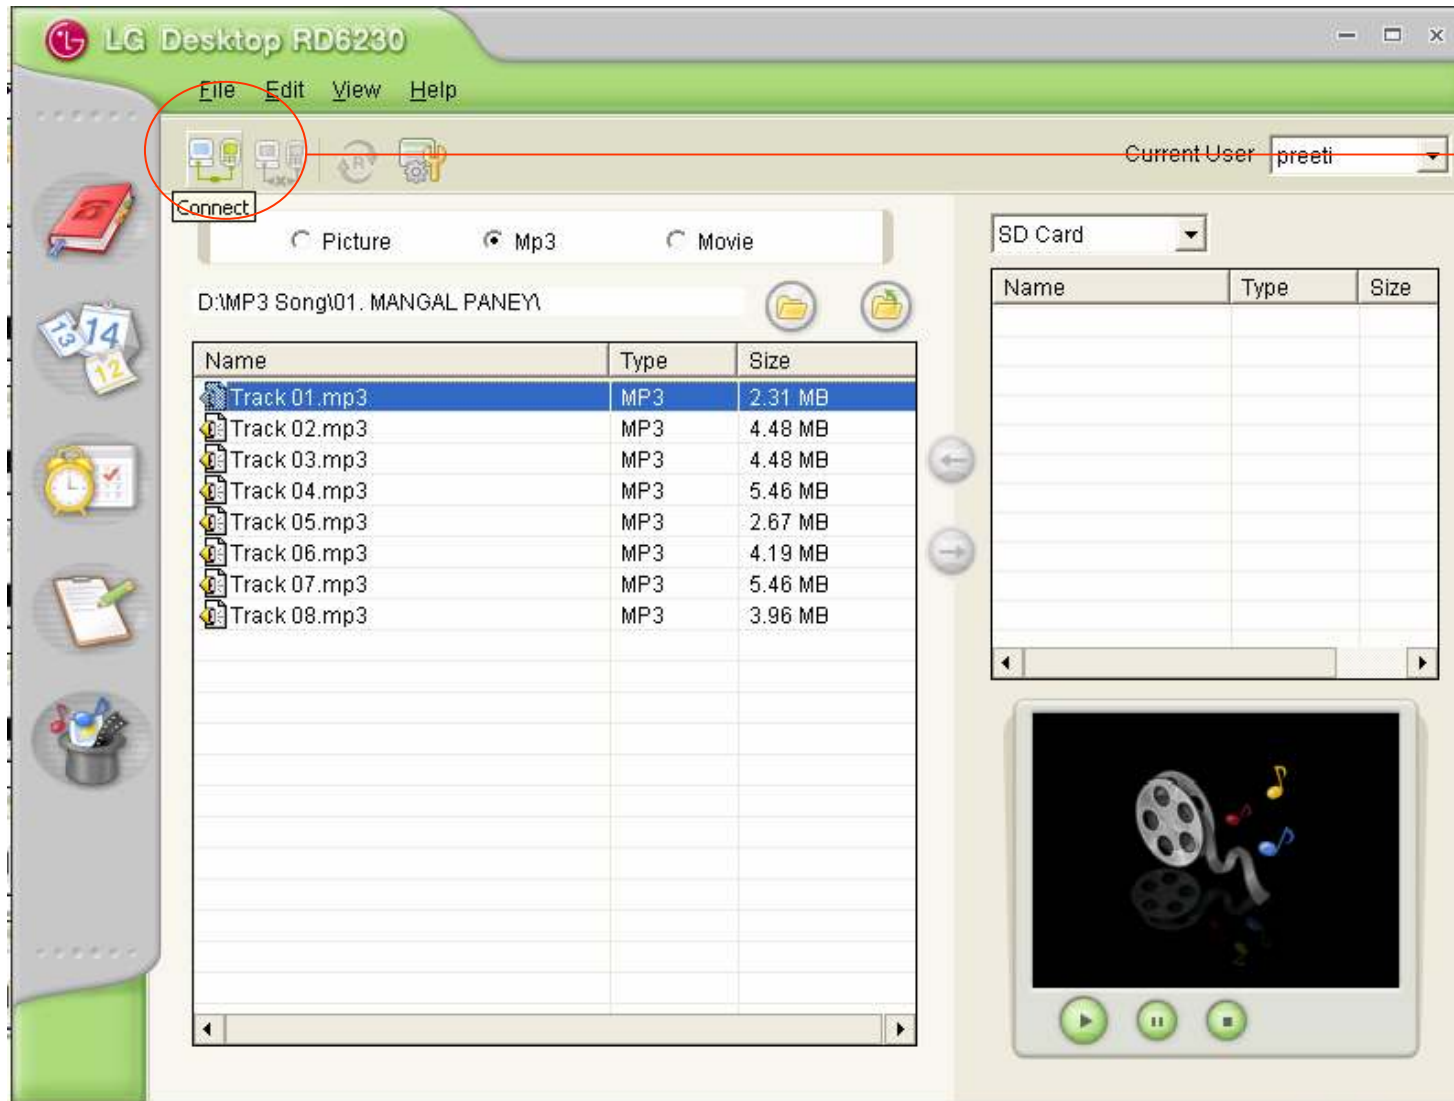 LG Desktop RD6230
File Edit View Help
Current User preeti
Connect
Picture Mp3 Movie
SD Card
D:\MP3 Song\01. MANGAL PANEY\
Name Type Size
Name Type Size
Track 01.mp3 MP3 2.31 MB
Track 02.mp3 MP3 4.48 MB
Track 03.mp3 MP3 4.48 MB
Track 04.mp3 MP3 5.46 MB
Track 05.mp3 MP3 2.67 MB
Track 06.mp3 MP3 4.19 MB
Track 07.mp3 MP3 5.46 MB
Track 08.mp3 MP3 3.96 MB
13
14
12
R